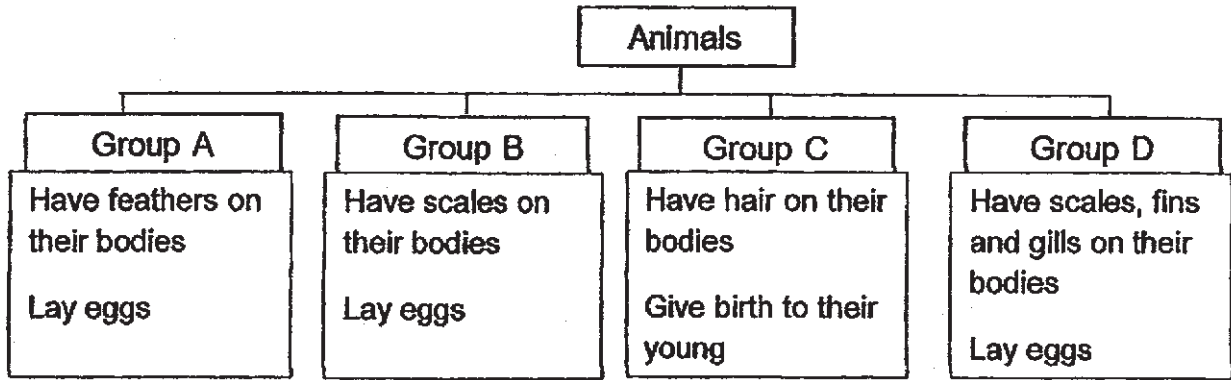 Animals
Group A
Have feathers on
their bodies
Lay eggs
Group B
Have scales on
their bodies
Lay eggs
Group C
Have hair on their
bodies
Give birth to their
young
Group D
Have scales, fins
and gills on their
bodies
Lay eggs